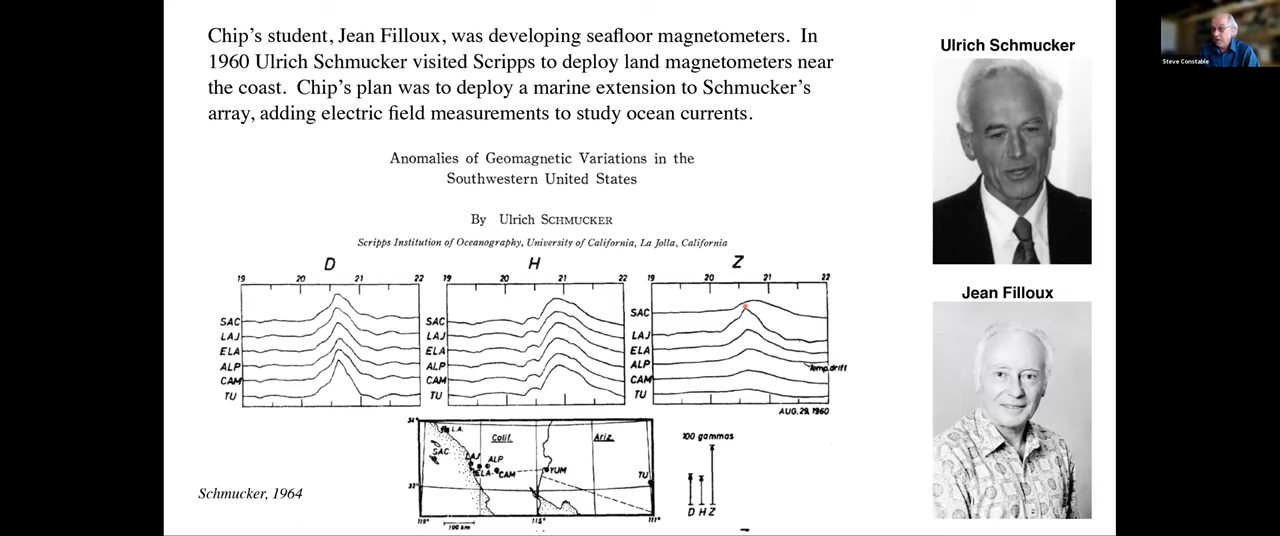 Chip's student, Jean Filloux, was developing seafloor magnetometers. In
1960 Ulrich Schmucker visited Scripps to deploy land magnetometers near
the coast. Chip's plan was to deploy a marine extension to Schmucker's
array, adding electric field measurements to study ocean currents.
Anomalies of Geomagnetic Variations in the
Southwestern United States
By Ulrich SCHMUCKER
Scripps Institution of Oceanography, University of California, La Jolla, California
D
H
Z
19 20 21 22
19 20 21 22
19 20 21 22
SAC
LAJ
ELA
ALP
CAM
TU
SAC
LAJ
ELA
ALP
CAM
TU
SAC
LAJ
ELA
ALP
CAM
TU
Temp. drift
AUG. 29, 1960
34°
L.A.
Calif.
Ariz.
SAC
LAJ
ALP
ELA
CAM
YUM
TU
119°
115°
111°
100 km
100 gammas
D H Z
Schmucker, 1964
Ulrich Schmucker
Jean Filloux
Steve Constable